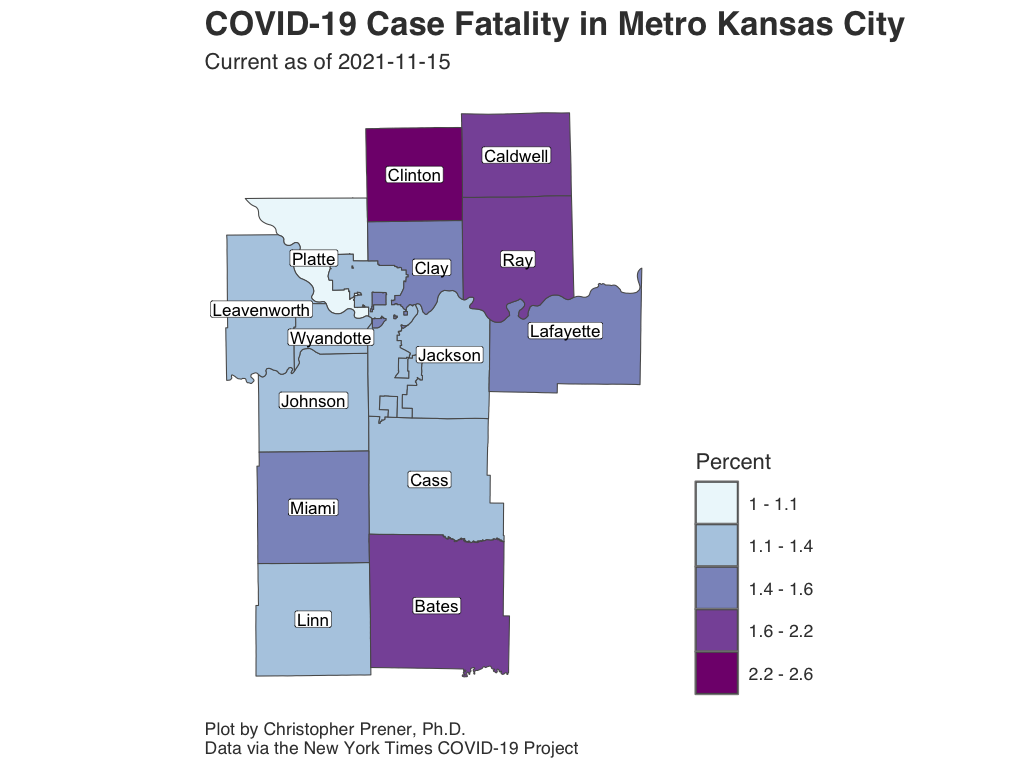 COVID-19 Case Fatality in Metro Kansas City
Current as of 2021-11-15
Caldwell
Clinton
Platte
Clay
Ray
Leavenworth
Wyandotte
Lafayette
Jackson
Johnson
Cass
Miami
Bates
Linn
Percent
1 - 1.1
1.1 - 1.4
1.4 - 1.6
1.6 - 2.2
2.2 - 2.6
Plot by Christopher Prener, Ph.D.
Data via the New York Times COVID-19 Project